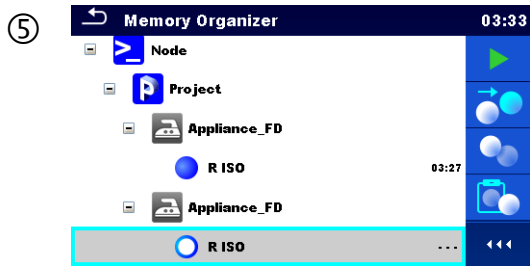 ⑤
Memory Organizer 03:33
Node
Project
Appliance_FD
R ISO 03:27
Appliance_FD
R ISO ---